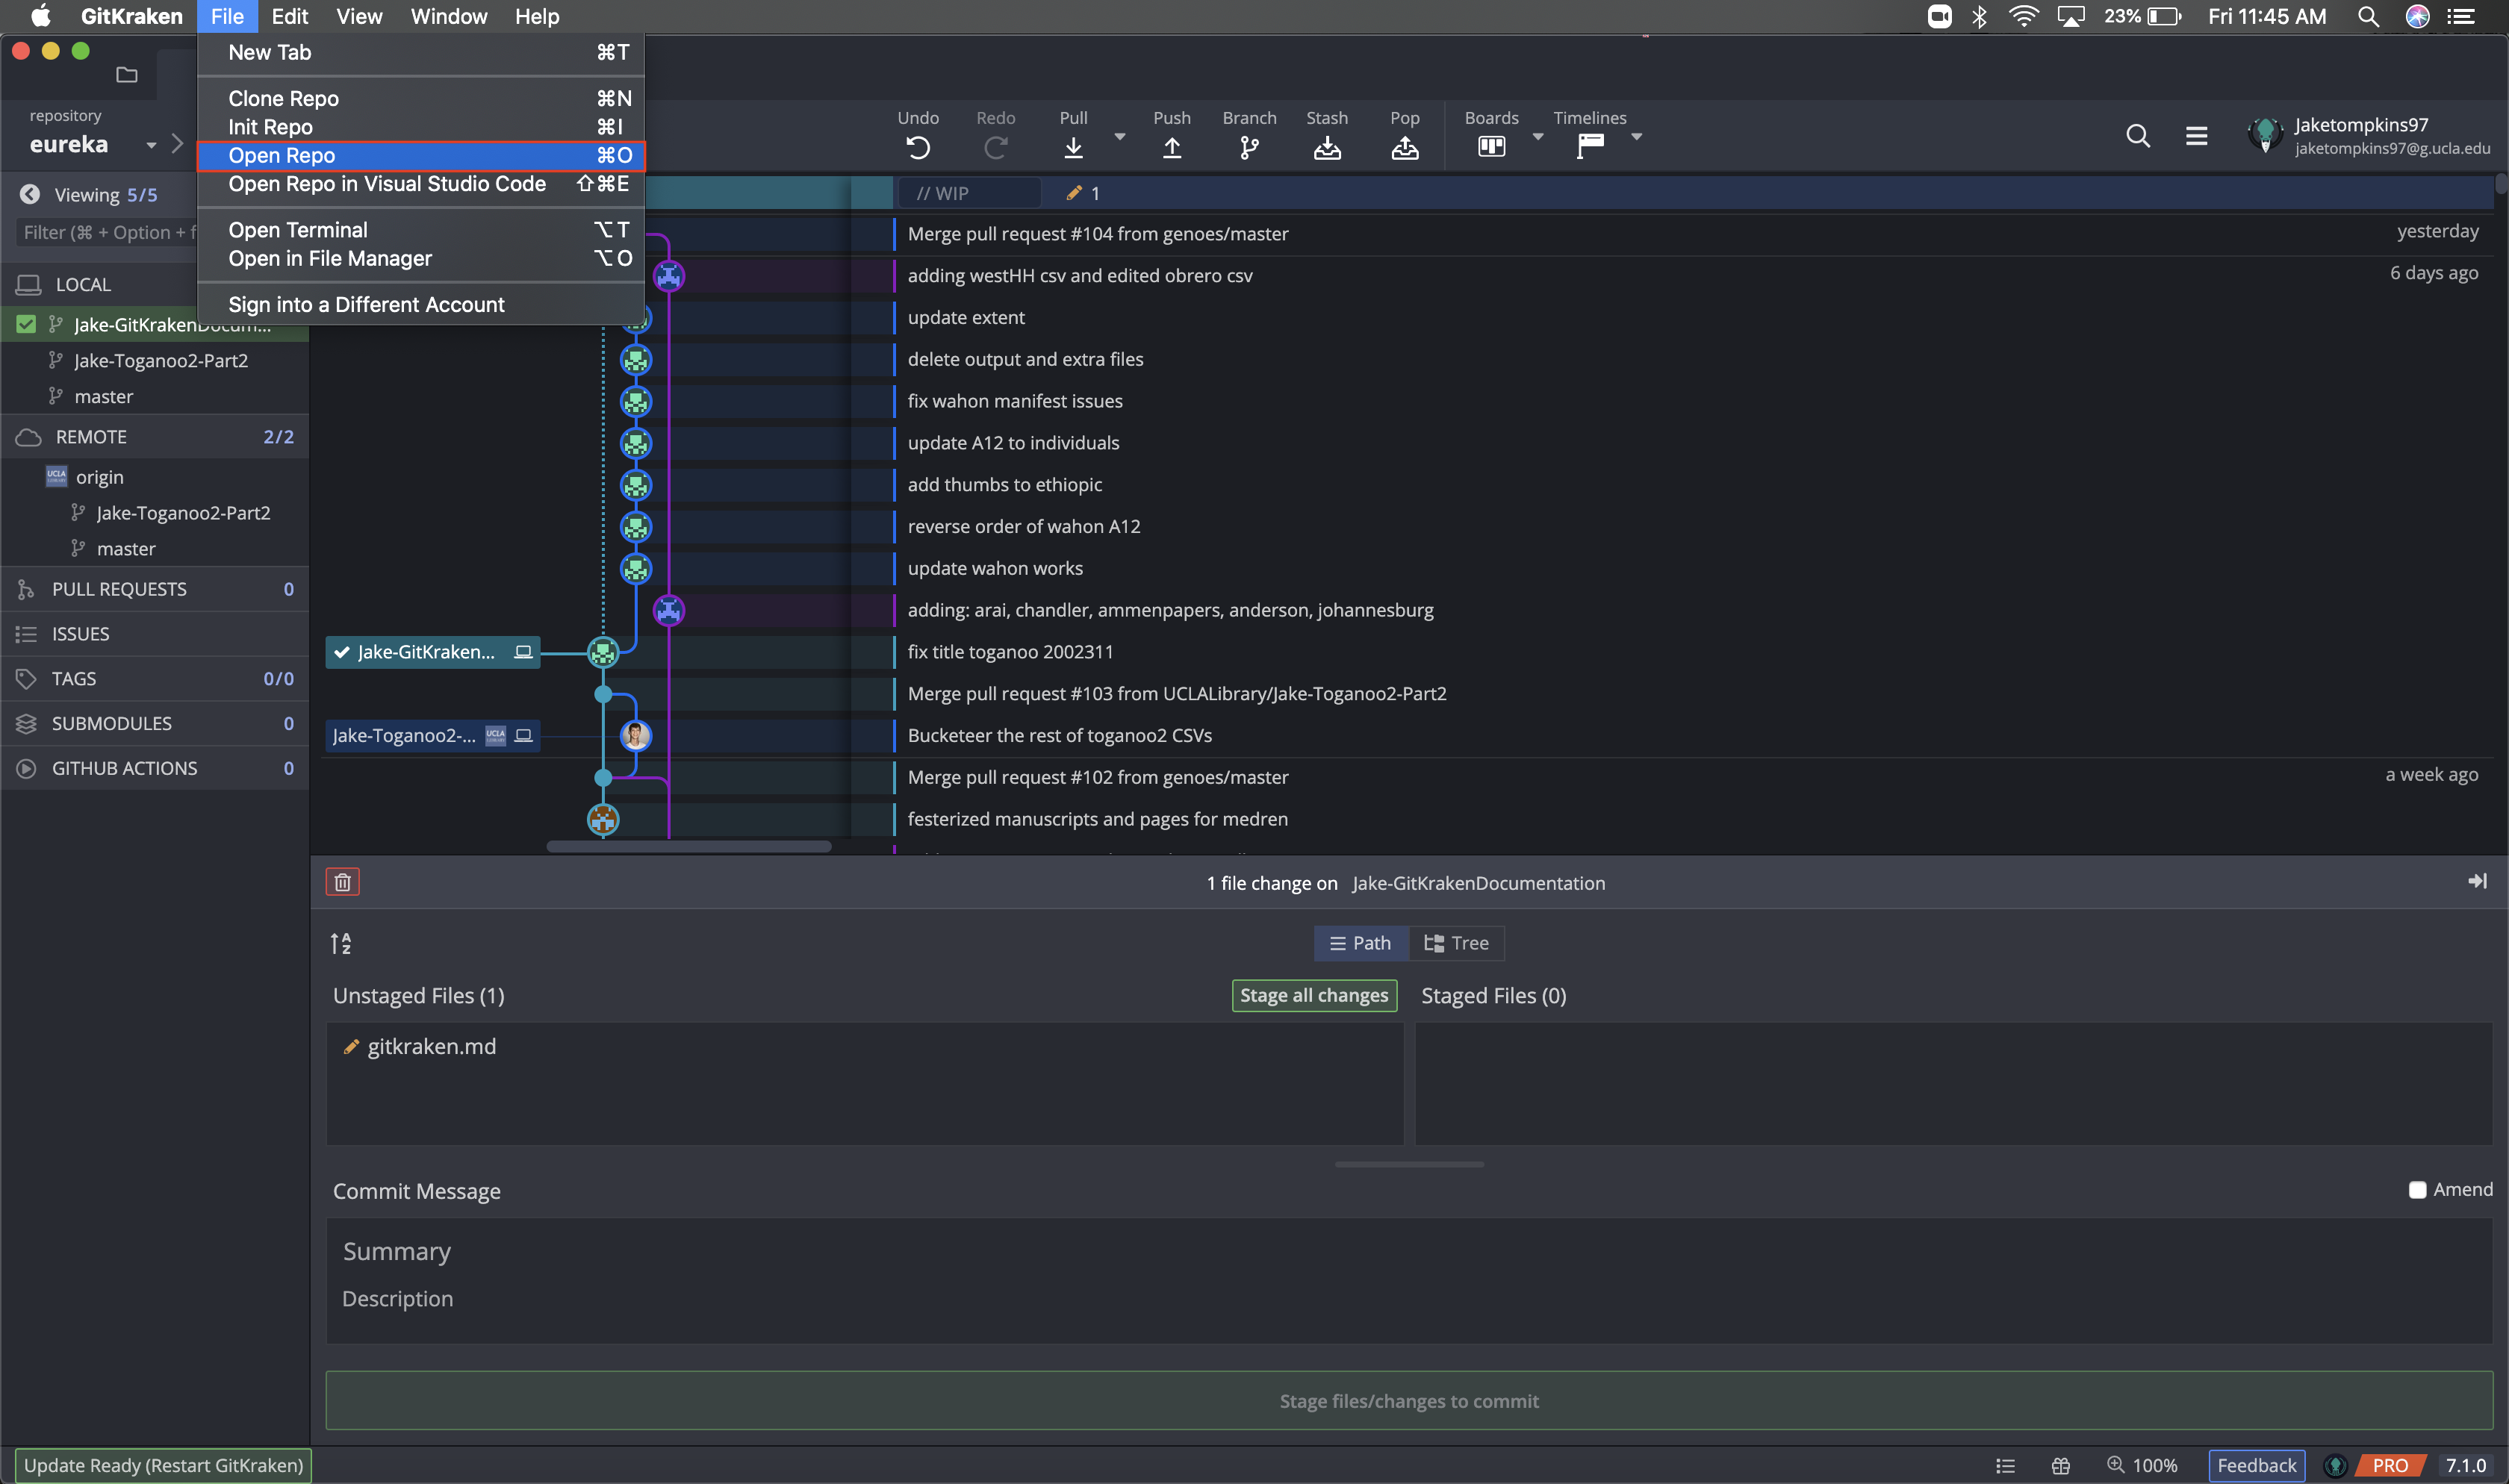 GitKraken File Edit View Window Help 23% Fri 11:45 AM
New Tab ⌘T
Clone Repo ⌘N
Init Repo ⌘I
Open Repo ⌘O
Open Repo in Visual Studio Code ⇧⌘E
Open Terminal ⌥T
Open in File Manager ⌥O
Sign into a Different Account
repository
eureka
Undo Redo Pull Push Branch Stash Pop Boards Timelines
Jaketompkins97
jaketompkins97@g.ucla.edu
Viewing 5/5
Filter (⌘ + Option + f
LOCAL
Jake-GitKrakenDocum...
Jake-Toganoo2-Part2
master
REMOTE 2/2
UCLA
origin
Jake-Toganoo2-Part2
master
PULL REQUESTS 0
ISSUES
TAGS 0/0
SUBMODULES 0
GITHUB ACTIONS 0
// WIP 1
Merge pull request #104 from genoes/master yesterday
adding westHH csv and edited obrero csv 6 days ago
update extent
delete output and extra files
fix wahon manifest issues
update A12 to individuals
add thumbs to ethiopic
reverse order of wahon A12
update wahon works
adding: arai, chandler, ammenpapers, anderson, johannesburg
Jake-GitKraken... fix title toganoo 2002311
Merge pull request #103 from UCLALibrary/Jake-Toganoo2-Part2
Jake-Toganoo2-... UCLA Bucketeer the rest of toganoo2 CSVs
Merge pull request #102 from genoes/master a week ago
festerized manuscripts and pages for medren
1 file change on Jake-GitKrakenDocumentation
A
Z
Path Tree
Unstaged Files (1) Stage all changes Staged Files (0)
gitkraken.md
Commit Message Amend
Summary
Description
Stage files/changes to commit
Update Ready (Restart GitKraken) 100% Feedback PRO 7.1.0